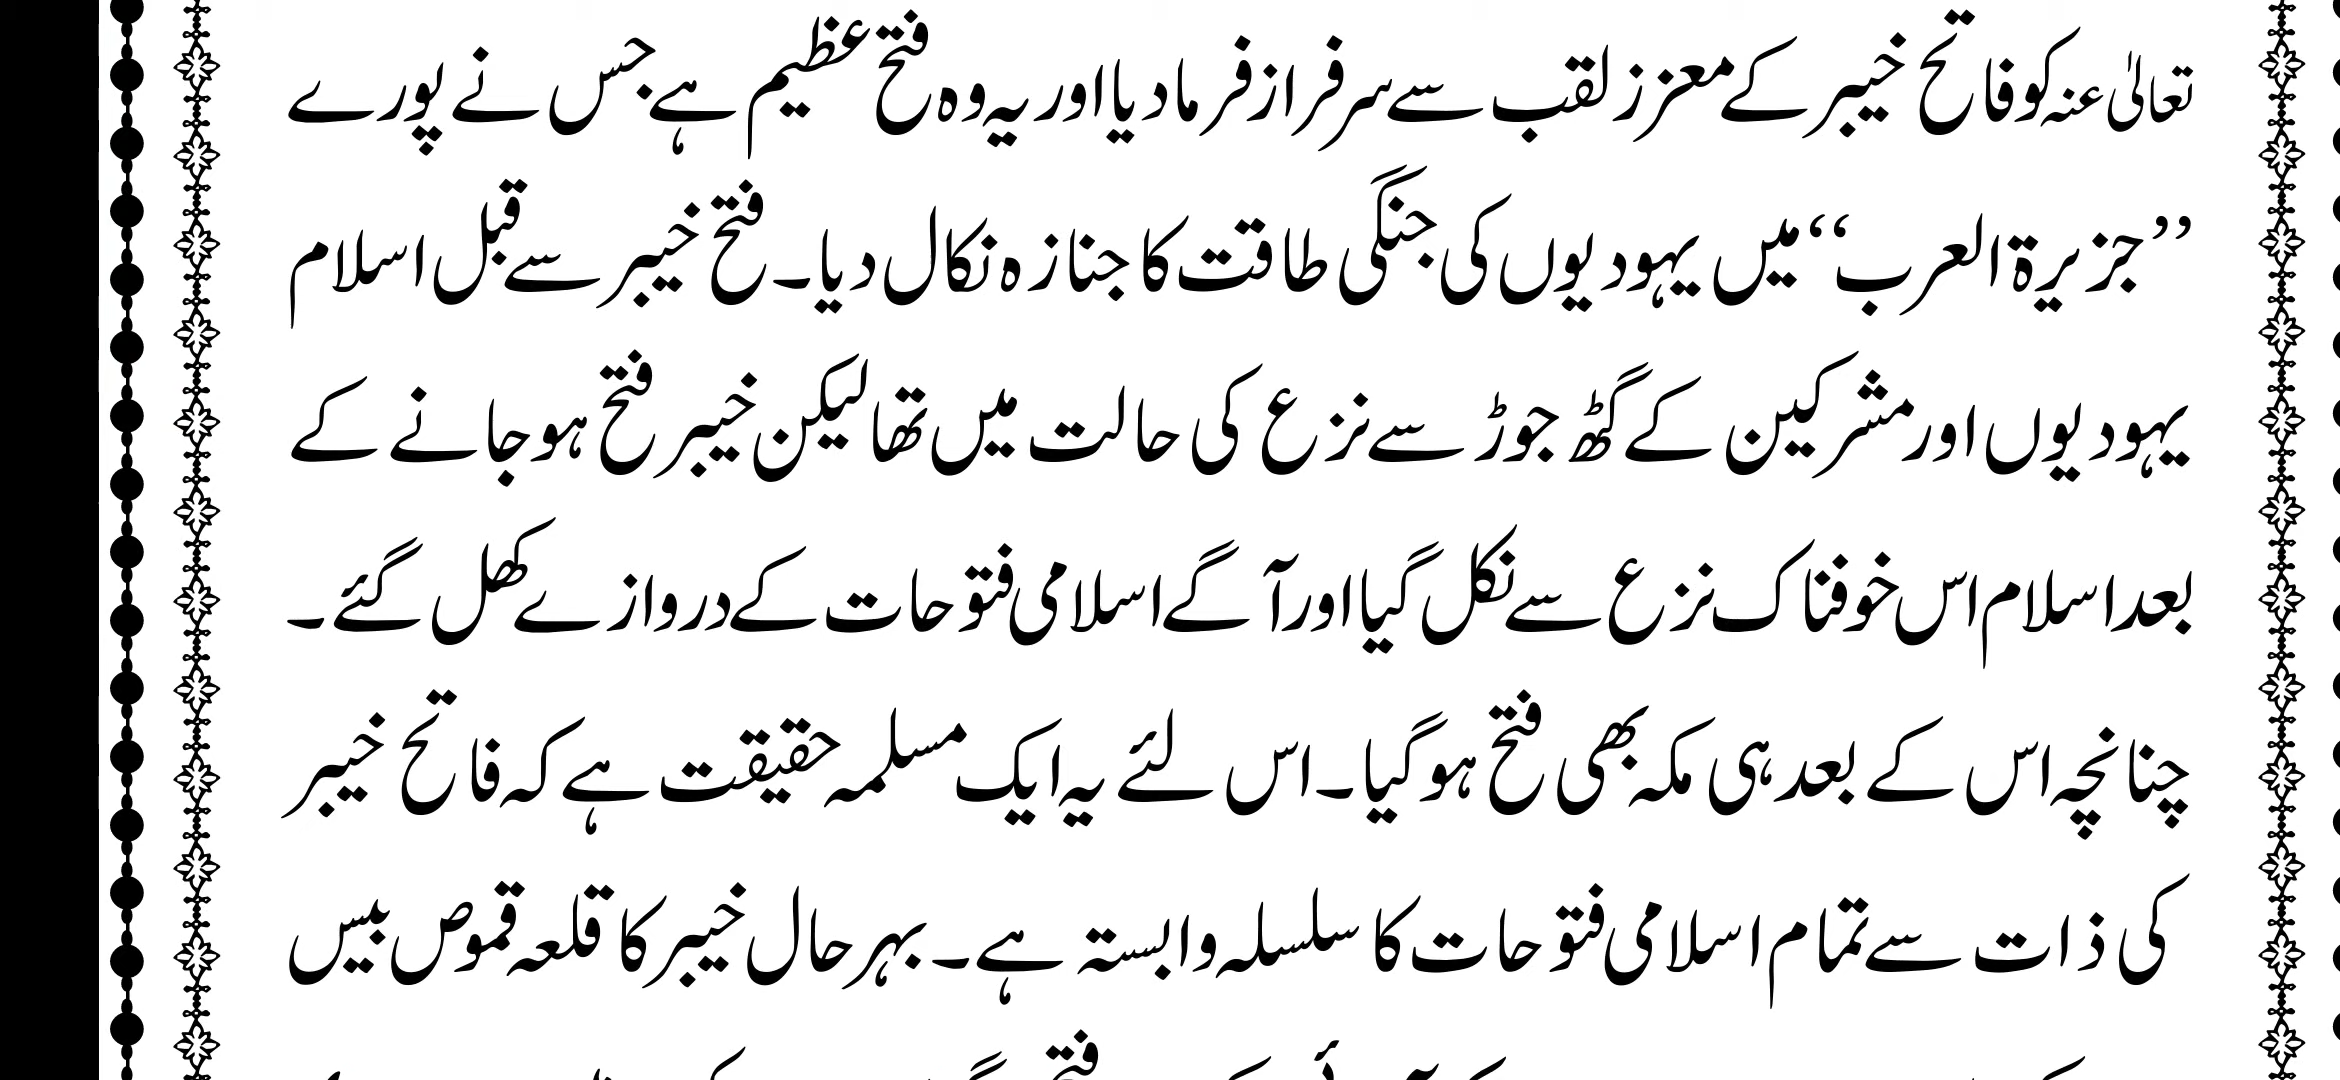 تعالیٰ عنہ کو فاتح خیبر کے معزز لقب سے سرفراز فرما دیا اور یہ وہ فتح عظیم ہے جس نے پورے
’’جزیرۃ العرب‘‘ میں یہودیوں کی جنگی طاقت کا جنازہ نکال دیا۔ فتح خیبر سے قبل اسلام
یہودیوں اور مشرکین کے گٹھ جوڑ سے نزع کی حالت میں تھا لیکن خیبر فتح ہو جانے کے
بعد اسلام اس خوفناک نزع سے نکل گیا اور آگے اسلامی فتوحات کے دروازے کھل گئے۔
چنانچہ اس کے بعد ہی مکہ بھی فتح ہو گیا۔ اس لئے یہ ایک مسلمہ حقیقت ہے کہ فاتح خیبر
کی ذات سے تمام اسلامی فتوحات کا سلسلہ وابستہ ہے۔ بہر حال خیبر کا قلعہ قموص بیس